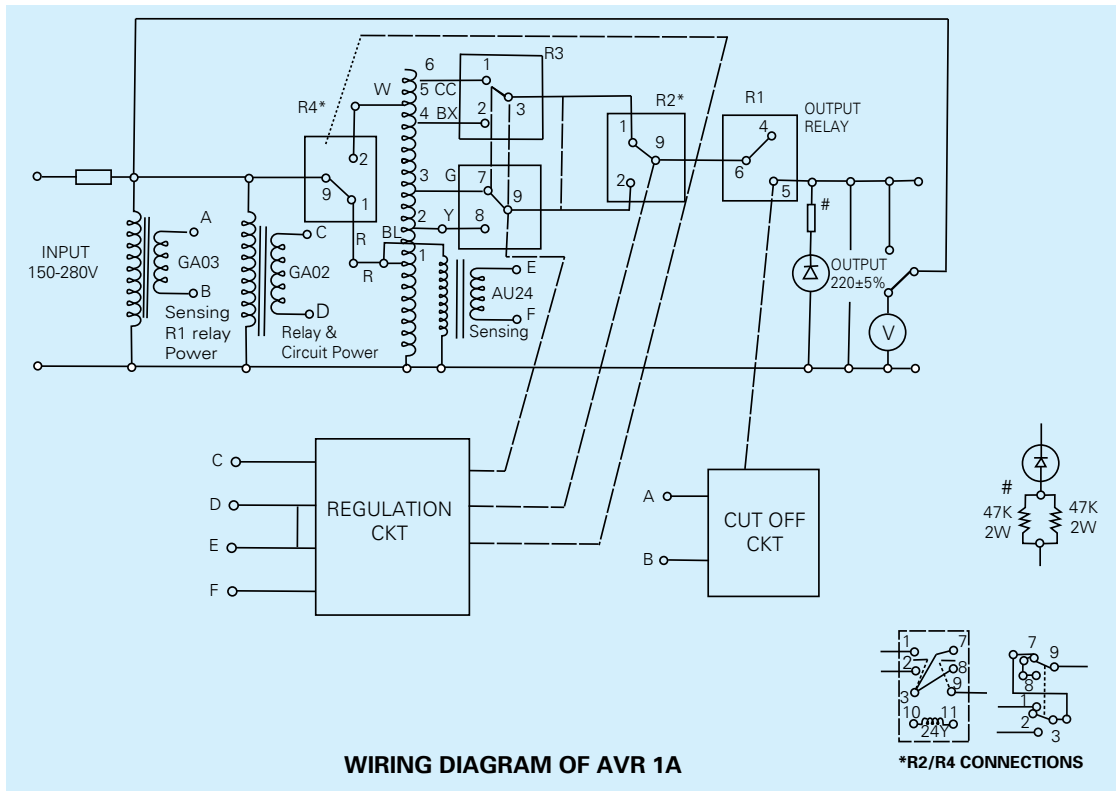 6
1
R3
W
5 CC
3
R4*
2
4 BX
R2*
R1
4
OUTPUT
RELAY
1
9
6
2
3
G
7
5
9
1
9
2
#
2
Y
8
A
C
R
BL
INPUT
150-280V
GA03
GA02
R
1
E
AU24
OUTPUT
220±5%
B
D
F
Sensing
Sensing
R1 relay
Power
Relay &
Circuit Power
V
C
D
REGULATION
CKT
E
F
A
CUT OFF
CKT
B
#
47K
2W
47K
2W
1
7
2
8
3
9
10
11
24Y
7
9
8
1
2
3
WIRING DIAGRAM OF AVR 1A
*R2/R4 CONNECTIONS